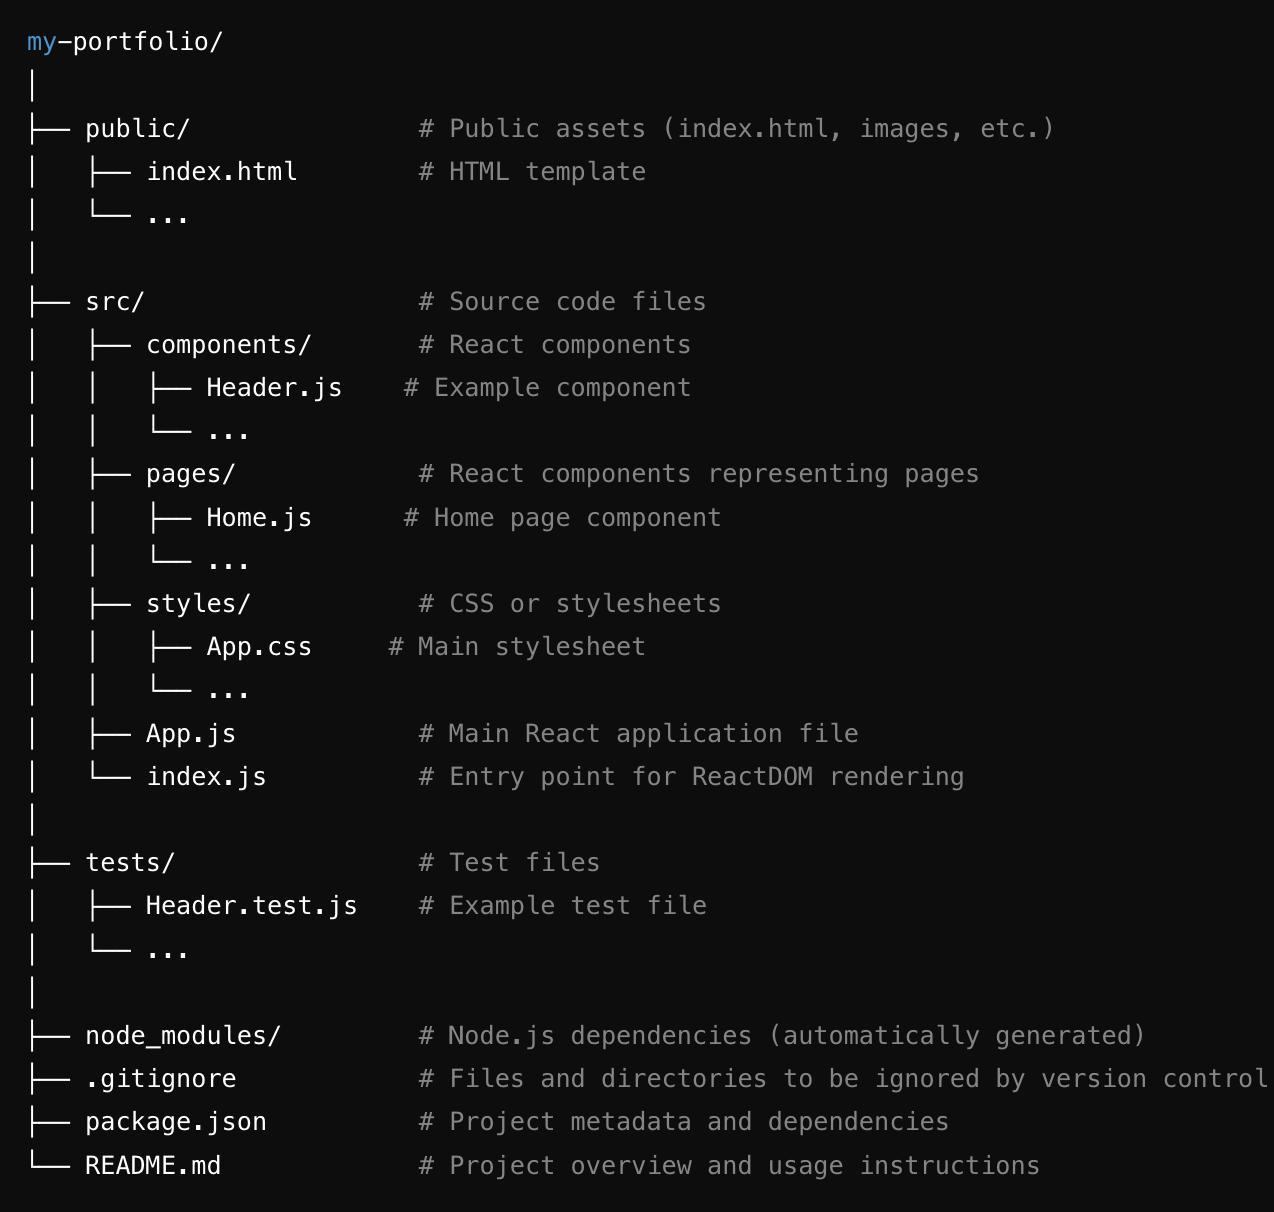 my-portfolio/
│
├── public/               # Public assets (index.html, images, etc.)
│   ├── index.html        # HTML template
│   └── ...
│
├── src/                  # Source code files
│   ├── components/       # React components
│   │   ├── Header.js    # Example component
│   │   └── ...
│   ├── pages/            # React components representing pages
│   │   ├── Home.js      # Home page component
│   │   └── ...
│   ├── styles/           # CSS or stylesheets
│   │   ├── App.css     # Main stylesheet
│   │   └── ...
│   ├── App.js            # Main React application file
│   └── index.js          # Entry point for ReactDOM rendering
│
├── tests/                # Test files
│   ├── Header.test.js    # Example test file
│   └── ...
│
├── node_modules/         # Node.js dependencies (automatically generated)
├── .gitignore            # Files and directories to be ignored by version control
├── package.json          # Project metadata and dependencies
└── README.md             # Project overview and usage instructions